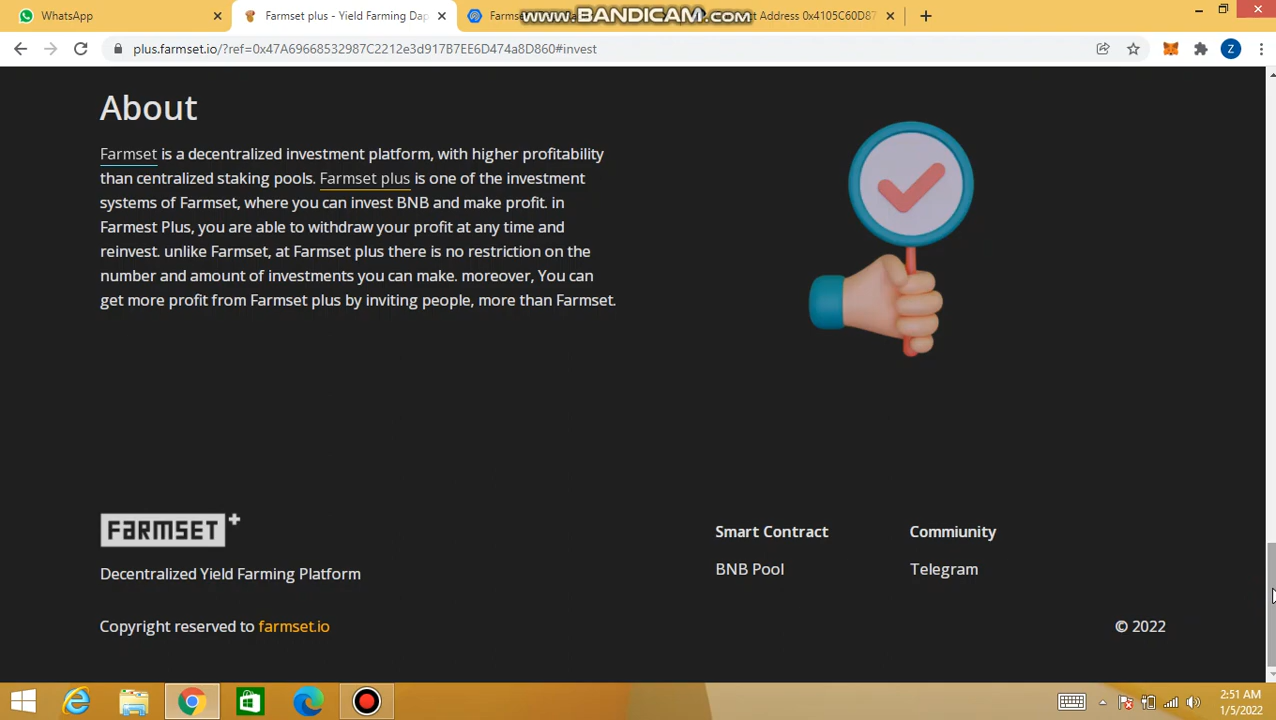 WhatsApp
Farmset plus - Yield Farming Dap
Farms
www.BANDICAM.com
t Address 0x4105C60D87
plus.farmset.io/?ref=0x47A69668532987C2212e3d917B7EE6D474a8D860#invest
Z
About
Farmset is a decentralized investment platform, with higher profitability
than centralized staking pools. Farmset plus is one of the investment
systems of Farmset, where you can invest BNB and make profit. in
Farmest Plus, you are able to withdraw your profit at any time and
reinvest. unlike Farmset, at Farmset plus there is no restriction on the
number and amount of investments you can make. moreover, You can
get more profit from Farmset plus by inviting people, more than Farmset.
FARMSET+
Smart Contract
Commiunity
BNB Pool
Telegram
Decentralized Yield Farming Platform
Copyright reserved to farmset.io
© 2022
2:51 AM
1/5/2022